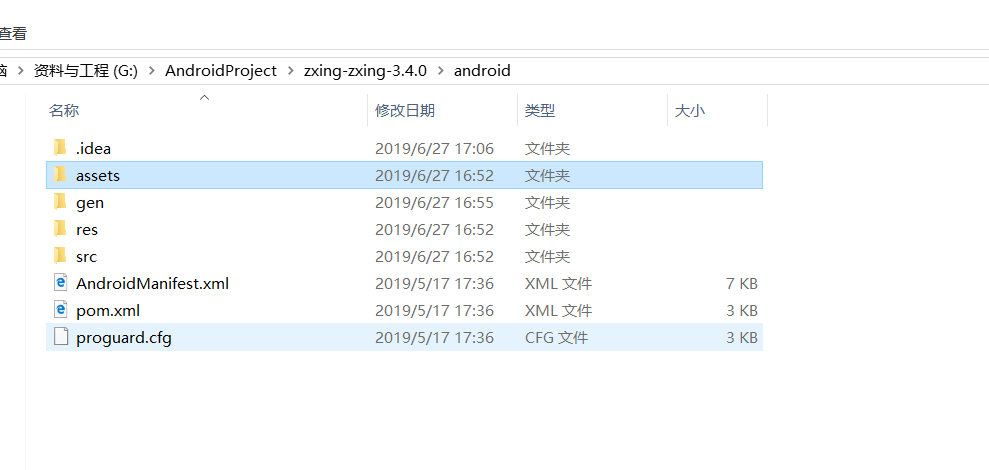 查看
脑 > 资料与工程 (G:) > AndroidProject > zxing-zxing-3.4.0 > android
名称 修改日期 类型 大小
.idea 2019/6/27 17:06 文件夹
assets 2019/6/27 16:52 文件夹
gen 2019/6/27 16:55 文件夹
res 2019/6/27 16:52 文件夹
src 2019/6/27 16:52 文件夹
AndroidManifest.xml 2019/5/17 17:36 XML 文件 7 KB
pom.xml 2019/5/17 17:36 XML 文件 3 KB
proguard.cfg 2019/5/17 17:36 CFG 文件 3 KB